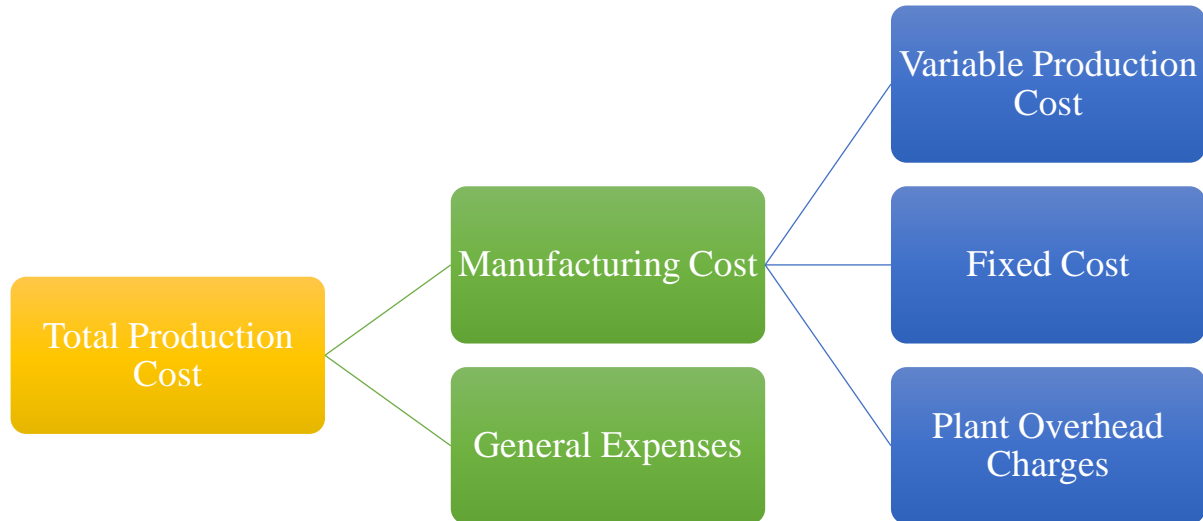 Total Production
Cost
Manufacturing Cost
General Expenses
Variable Production
Cost
Fixed Cost
Plant Overhead
Charges